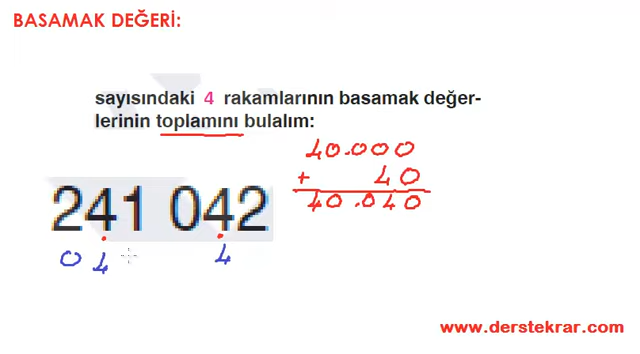 BASAMAK DEĞERİ:
sayısındaki 4 rakamlarının basamak değer-
lerinin toplamını bulalım:
40.000
+ 40
40.040
241 042
0 4 4
www.derstekrar.com